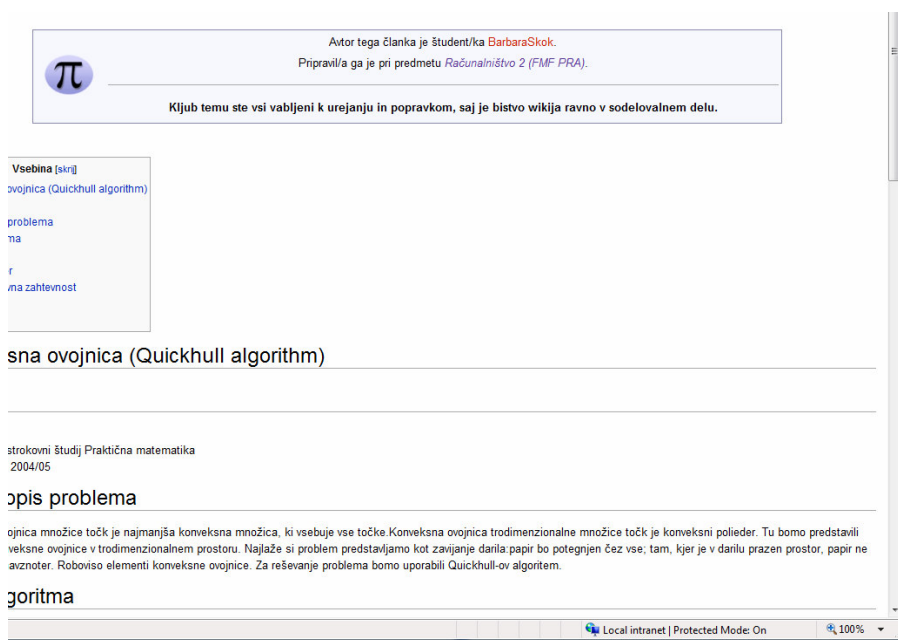 Avtor tega članka je študent/ka BarbaraSkok.
Pripravil/a ga je pri predmetu Računalništvo 2 (FMF PRA).
π
Kljub temu ste vsi vabljeni k urejanju in popravkom, saj je bistvo wikija ravno v sodelovalnem delu.
Vsebina [skrij]
ovojnica (Quickhull algorithm)
problema
ma
r
vna zahtevnost
sna ovojnica (Quickhull algorithm)
strokovni študij Praktična matematika
2004/05
opis problema
ojnica množice točk je najmanjša konveksna množica, ki vsebuje vse točke.Konveksna ovojnica trodimenzionalne množice točk je konveksni polieder. Tu bomo predstavili
veksne ovojnice v trodimenzionalnem prostoru. Najlaže si problem predstavljamo kot zavijanje darila:papir bo potegnjen čez vse; tam, kjer je v darilu prazen prostor, papir ne
avznoter. Roboviso elementi konveksne ovojnice. Za reševanje problema bomo uporabili Quickhull-ov algoritem.
goritma
Local intranet | Protected Mode: On
100%